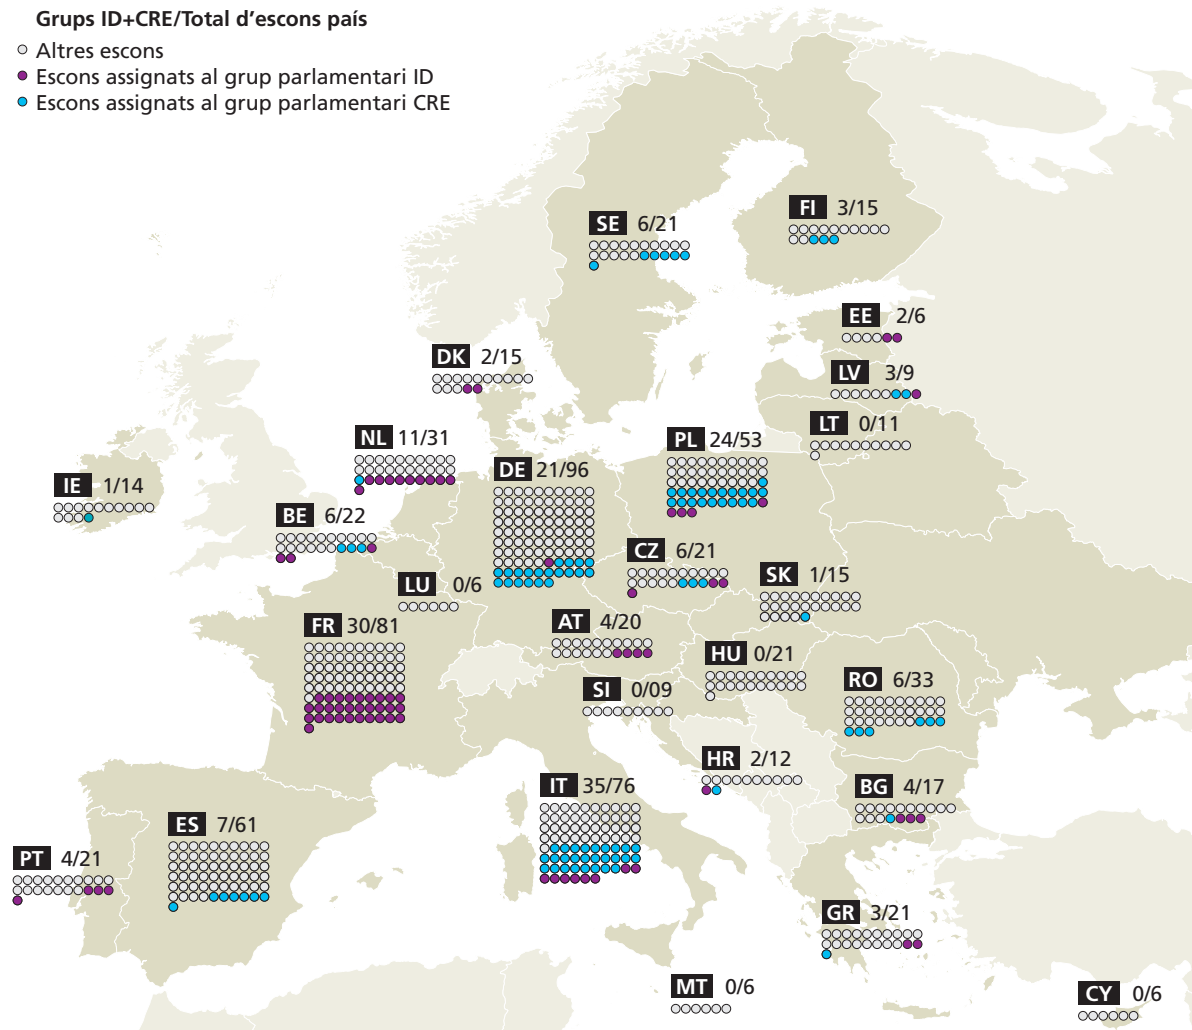 Grups ID+CRE/Total d’escons país
Altres escons
Escons assignats al grup parlamentari ID
Escons assignats al grup parlamentari CRE
FI 3/15
SE 6/21
EE 2/6
DK 2/15
LV 3/9
LT 0/11
NL 11/31
PL 24/53
DE 21/96
IE 1/14
BE 6/22
CZ 6/21
SK 1/15
LU 0/6
FR 30/81
AT 4/20
HU 0/21
RO 6/33
SI 0/09
HR 2/12
IT 35/76
BG 4/17
ES 7/61
PT 4/21
GR 3/21
MT 0/6
CY 0/6